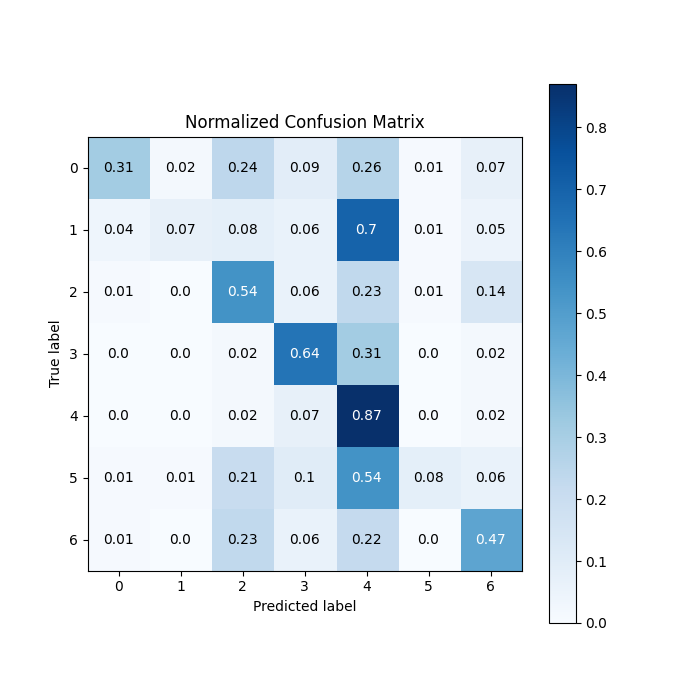 Normalized Confusion Matrix
0 0.31 0.02 0.24 0.09 0.26 0.01 0.07
1 0.04 0.07 0.08 0.06 0.7 0.01 0.05
2 0.01 0.0 0.54 0.06 0.23 0.01 0.14
3 0.0 0.0 0.02 0.64 0.31 0.0 0.02
4 0.0 0.0 0.02 0.07 0.87 0.0 0.02
5 0.01 0.01 0.21 0.1 0.54 0.08 0.06
6 0.01 0.0 0.23 0.06 0.22 0.0 0.47
0 1 2 3 4 5 6
Predicted label
True label
0.8
0.7
0.6
0.5
0.4
0.3
0.2
0.1
0.0